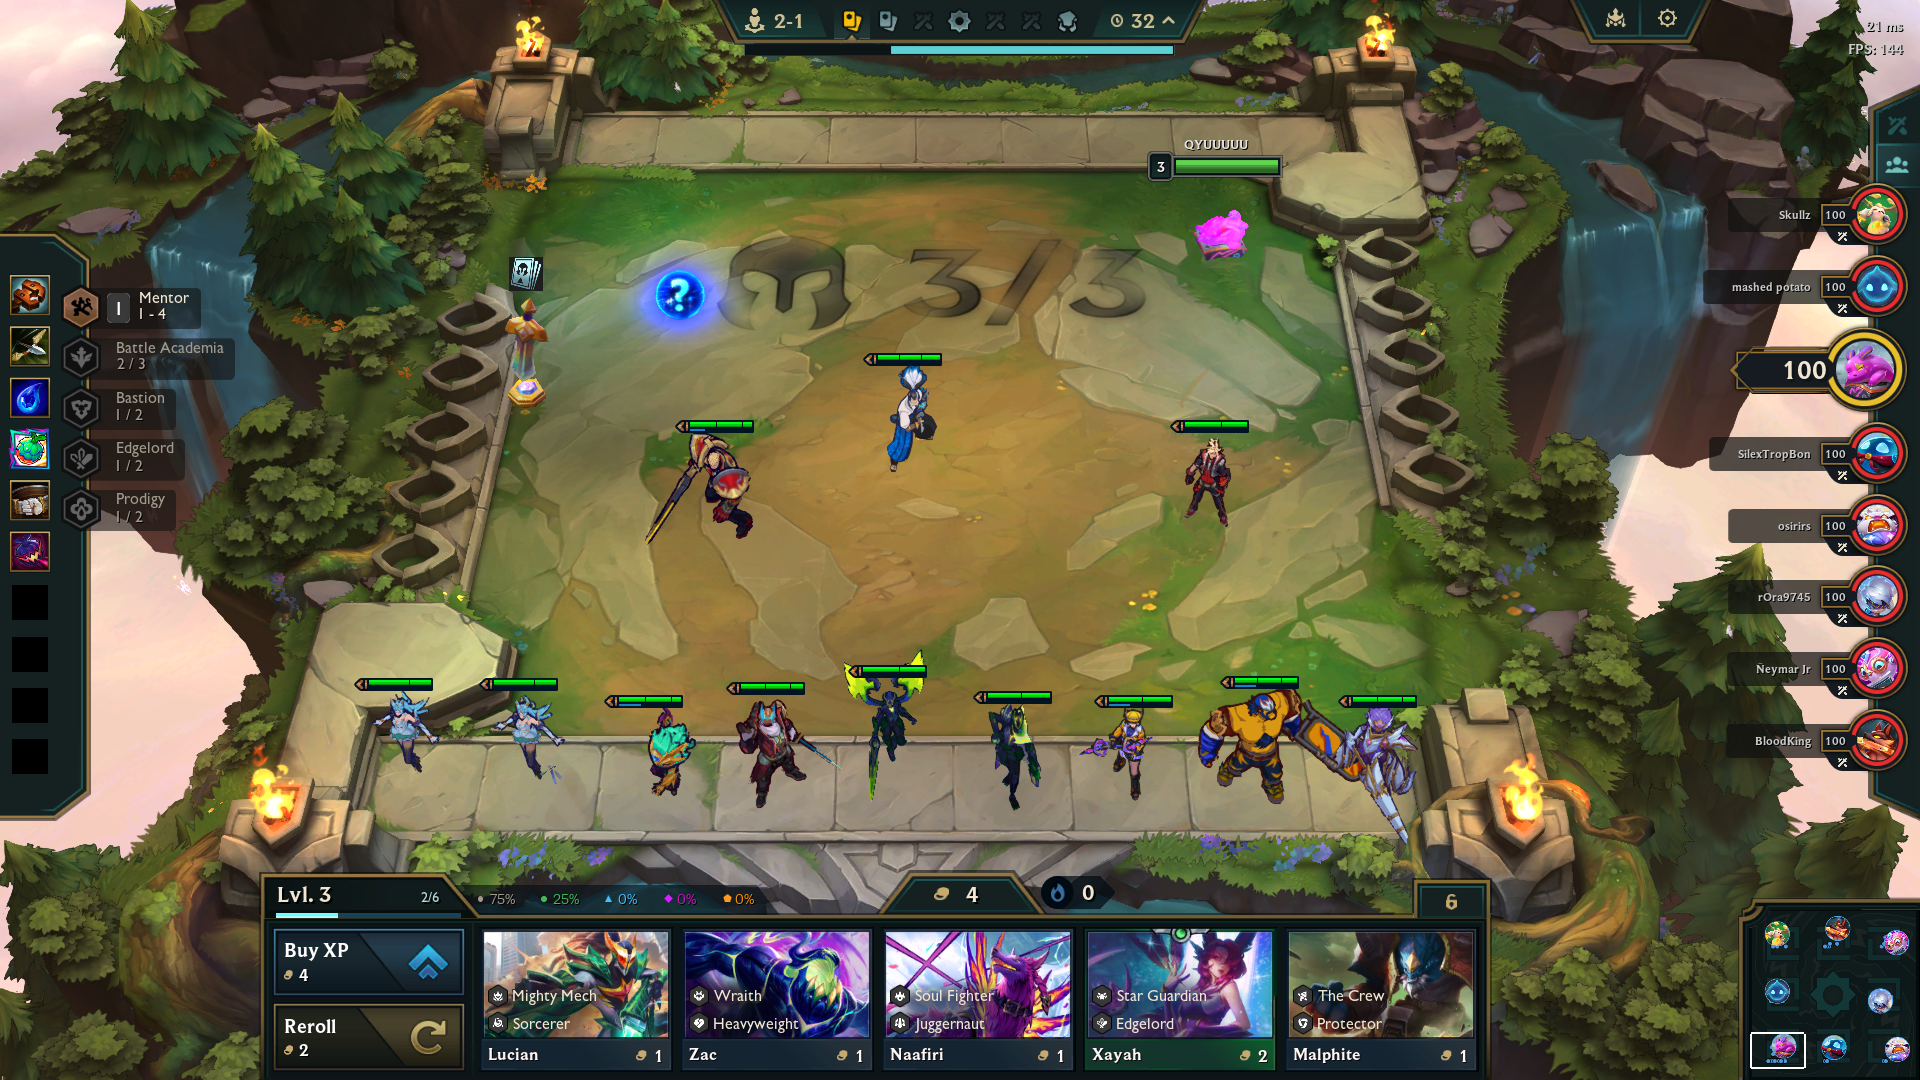 2-1
32
21 ms
FPS: 144
QYUUUUU
3
3/3
?
Mentor
1 - 4
1
Battle Academia
2 / 3
Bastion
1 / 2
Edgelord
1 / 2
Prodigy
1 / 2
Skullz 100
mashed potato 100
100
SilexTropBon 100
osirirs 100
rOra9745 100
Ñeymar Jr 100
BloodKing 100
Lvl. 3
2/6
75%
25%
0%
0%
0%
4
0
6
Buy XP
4
Reroll
2
Mighty Mech
Sorcerer
Lucian 1
Wraith
Heavyweight
Zac 1
Soul Fighter
Juggernaut
Naafiri 1
Star Guardian
Edgelord
Xayah 2
The Crew
Protector
Malphite 1